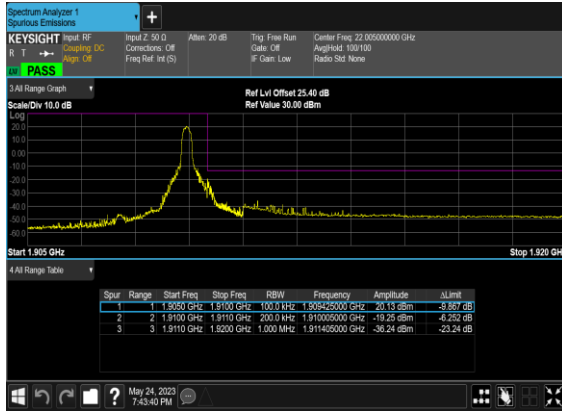 Spectrum Analyzer 1
Spurious Emissions
KEYSIGHT Input: RF Input Z: 50 Ω Atten: 20 dB Trig: Free Run Center Freq: 22.005000000 GHz
R T Coupling: DC Corrections: Off Gate: Off Avg|Hold: 100/100
Align: Off Freq Ref: Int (S) IF Gain: Low Radio Std: None
PASS
3 All Range Graph
Ref Lvl Offset 25.40 dB
Scale/Div 10.0 dB Ref Value 30.00 dBm
Log
20.0
10.0
0.00
-10.0
-20.0
-30.0
-40.0
-50.0
-60.0
Start 1.905 GHz Stop 1.920 GH
4 All Range Table
Spur Range Start Freq Stop Freq RBW Frequency Amplitude ΔLimit
1 1 1.9050 GHz 1.9100 GHz 100.0 kHz 1.909425000 GHz 20.13 dBm -9.867 dB
2 2 1.9100 GHz 1.9110 GHz 200.0 kHz 1.910005000 GHz -19.25 dBm -6.252 dB
3 3 1.9110 GHz 1.9200 GHz 1.000 MHz 1.911405000 GHz -36.24 dBm -23.24 dB
? May 24, 2023
7:43:40 PM